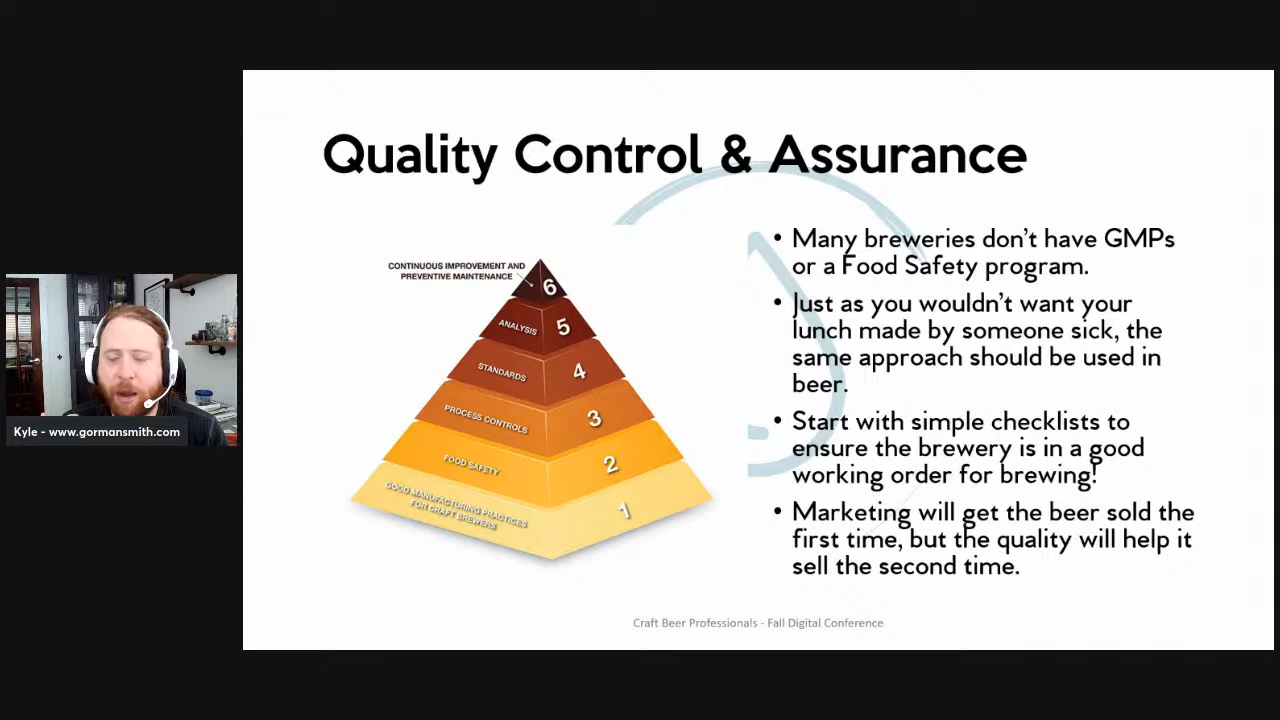 Quality Control & Assurance
CONTINUOUS IMPROVEMENT AND
PREVENTIVE MAINTENANCE
6
ANALYSIS
5
STANDARDS
4
PROCESS CONTROLS
3
FOOD SAFETY
2
GOOD MANUFACTURING PRACTICES
FOR CRAFT BREWERS
1
• Many breweries don't have GMPs
or a Food Safety program.
• Just as you wouldn't want your
lunch made by someone sick, the
same approach should be used in
beer.
• Start with simple checklists to
ensure the brewery is in a good
working order for brewing!
• Marketing will get the beer sold the
first time, but the quality will help it
sell the second time.
Craft Beer Professionals - Fall Digital Conference
Kyle - www.gormansmith.com